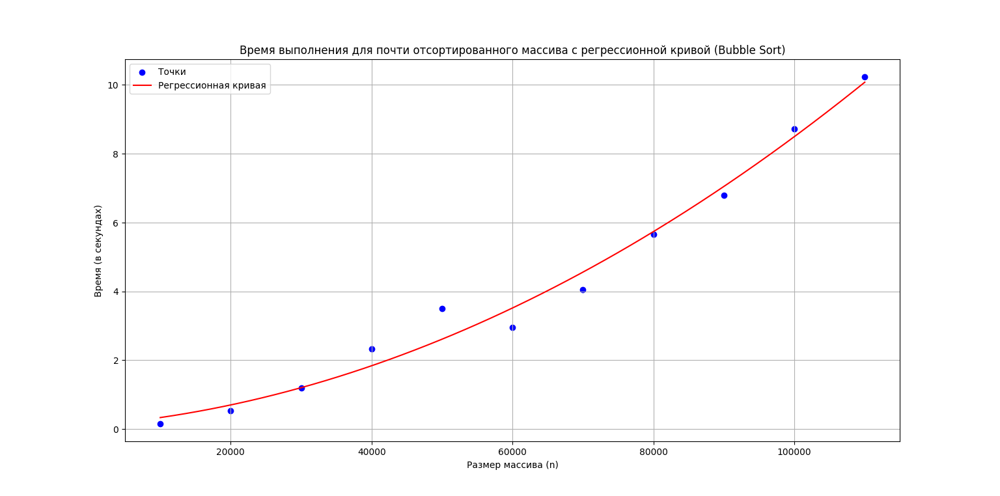 Время выполнения для почти отсортированного массива с регрессионной кривой (Bubble Sort)
Точки
Регрессионная кривая
10
8
6
4
2
0
Время (в секундах)
20000
40000
60000
80000
100000
Размер массива (n)